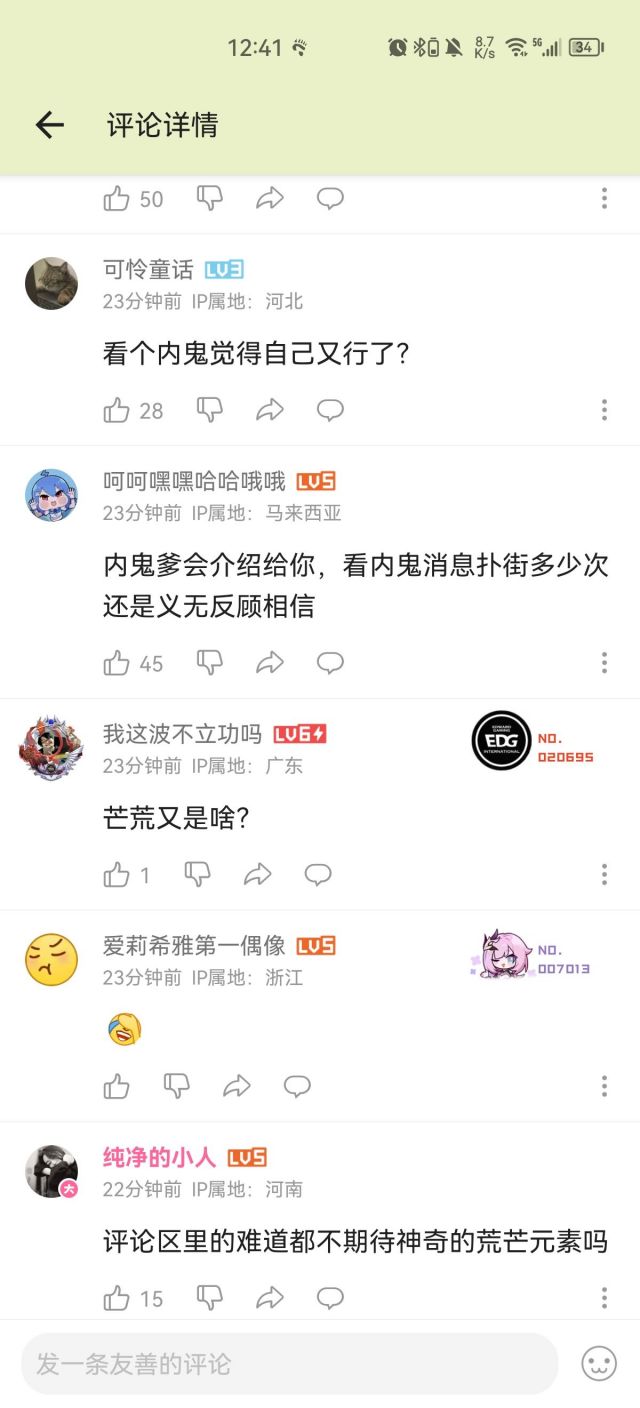 12:41
8.7
K/s
5G
34
评论详情
50
可怜童话 LV3
23分钟前 IP属地：河北
看个内鬼觉得自己又行了？
28
呵呵嘿嘿哈哈哦哦 LV5
23分钟前 IP属地：马来西亚
内鬼爹会介绍给你，看内鬼消息扑街多少次
还是义无反顾相信
45
我这波不立功吗 LV6
EDWARD
GAMING
EDG
INTERNATIONAL
NO.
020695
23分钟前 IP属地：广东
芒荒又是啥？
1
爱莉希雅第一偶像 LV5
NO.
007013
23分钟前 IP属地：浙江
纯净的小人 LV5
大
22分钟前 IP属地：河南
评论区里的难道都不期待神奇的荒芒元素吗
15
发一条友善的评论